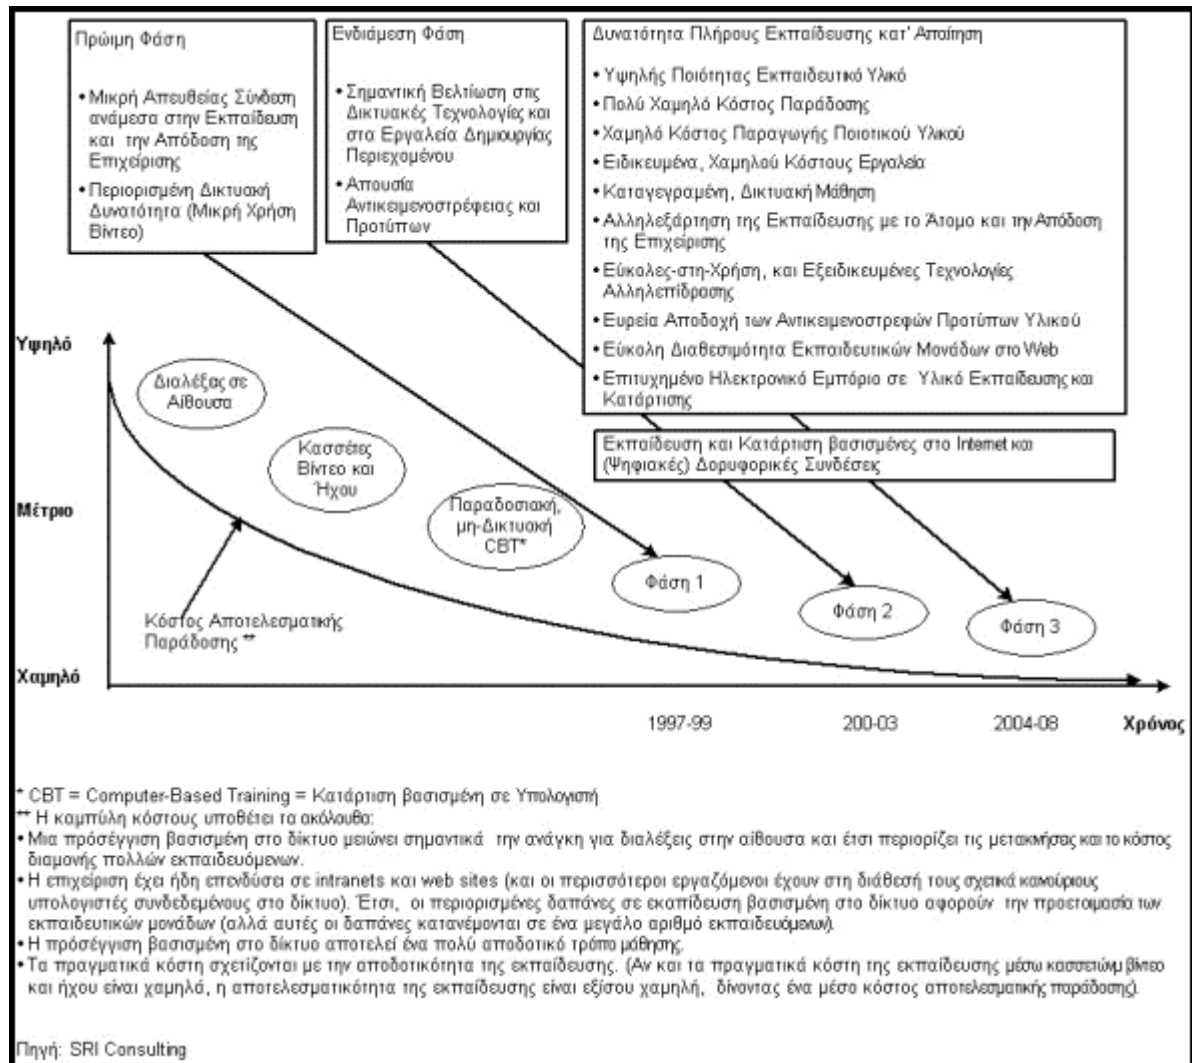 Πρώιμη Φάση
• Μικρή Απευθείας Σύνδεση
ανάμεσα στην Εκπαίδευση
και την Απόδοση της
Επιχείρισης
• Περιορισμένη Δικτυακή
Δυνατότητα (Μικρή Χρήση
Βίντεο)
Ενδιάμεση Φάση
• Σημαντική Βελτίωση στις
Δικτυακές Τεχνολογίες και
στα Εργαλεία Δημιουργίας
Περιεχομένου
• Απουσία
Αντικειμενοστρέφειας και
Προτύπων
Δυνατότητα Πλήρους Εκπαίδευσης κατ' Απαίτηση
• Υψηλής Ποιότητας Εκπαιδευτικό Υλικό
• Πολύ Χαμηλό Κόστος Παράδοσης
• Χαμηλό Κόστος Παραγωγής Ποιοτικού Υλικού
• Ειδικευμένα, Χαμηλού Κόστους Εργαλεία
• Καταγεγραμένη, Δικτυακή Μάθηση
• Αλληλεξάρτηση της Εκπαίδευσης με το Άτομο και την Απόδοση
της Επιχείρισης
• Εύκολες-στη-Χρήση, και Εξειδικευμένες Τεχνολογίες
Αλληλεπίδρασης
• Ευρεία Αποδοχή των Αντικειμενοστρεφών Προτύπων Υλικού
• Εύκολη Διαθεσιμότητα Εκπαιδευτικών Μονάδων στο Web
• Επιτυχημένο Ηλεκτρονικό Εμπόριο σε Υλικό Εκπαίδευσης και
Κατάρτισης
Εκπαίδευση και Κατάρτιση βασισμένες στο Internet και
(Ψηφιακές) Δορυφορικές Συνδέσεις
Υψηλό
Μέτριο
Χαμηλό
Διαλέξας σε
Αίθουσα
Κασσέτες
Βίντεο και
Ήχου
Παραδοσιακή,
μη-Δικτυακή
CBT*
Φάση 1
Φάση 2
Φάση 3
Κόστος Αποτελεσματικής
Παράδοσης **
1997-99
200-03
2004-08
Χρόνος
* CBT = Computer-Based Training = Κατάρτιση βασισμένη σε Υπολογιστή
** Η καμπύλη κόστους υποθέτει τα ακόλουθα:
• Μια πρόσέγγιση βασισμένη στο δίκτυο μειώνει σημαντικά την ανάγκη για διαλέξεις στην αίθουσα και έτσι περιορίζει τις μετακινήσεις και το κόστος
διαμονής πολλών εκπαιδευόμενων.
• Η επιχείριση έχει ήδη επενδύσει σε intranets και web sites (και οι περισσότεροι εργαζόμενοι έχουν στη διάθεσή τους σχετικά καινούριους
υπολογιστές συνδεδεμένους στο δίκτυο). Έτσι, οι περιορισμένες δαπάνες σε εκαπίδευση βασισμένη στο δίκτυο αφορούν την προετοιμασία των
εκπαιδευτικών μονάδων (αλλά αυτές οι δαπάνες κατανέμονται σε ένα μεγάλο αριθμό εκπαιδευόμενων).
• Η πρόσέγγιση βασισμένη στο δίκτυο αποτελεί ένα πολύ αποδοτικό τρόπο μάθησης.
• Τα πραγματικά κόστη σχετίζονται με την αποδοτικότητα της εκπαίδευσης. (Αν και τα πραγματικά κόστη της εκπαίδευσης μέσω κασσετώνμ βίντεο
και ήχου είναι χαμηλά, η αποτελεσματικότητα της εκπαίδευσης είναι εξίσου χαμηλή, δίνοντας ένα μέσο κόστος αποτελεσματικής παράδοσης).
Πηγή: SRI Consulting